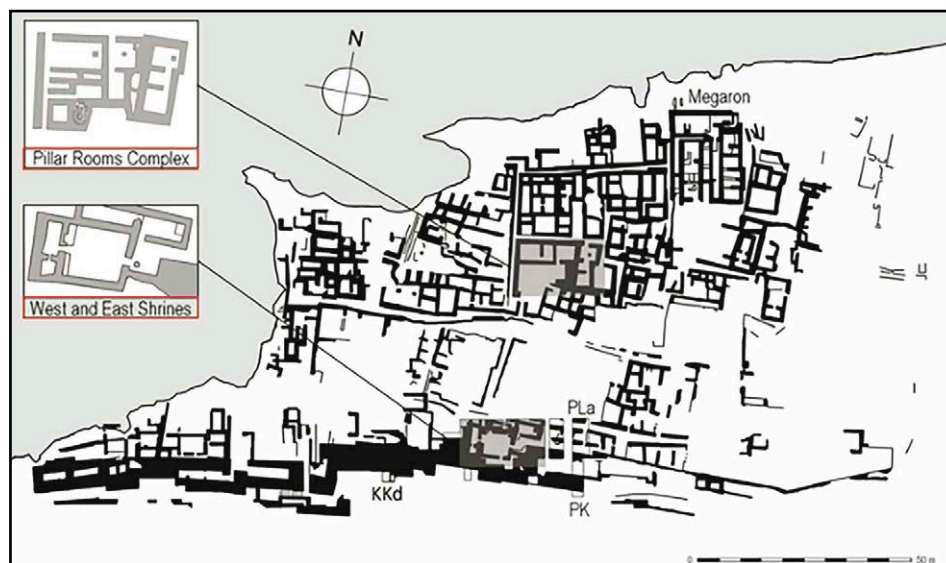 N
Megaron
Pillar Rooms Complex
West and East Shrines
PLa
KKd
PK
0 50 m